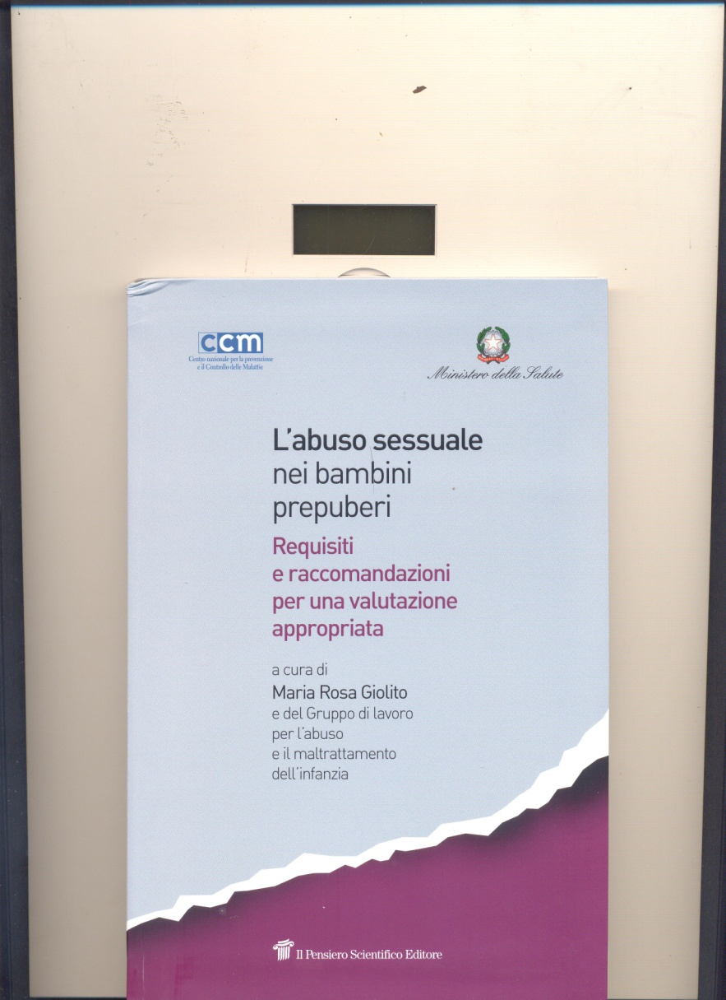 ccm
Centro nazionale per la prevenzione
e il Controllo delle Malattie
Ministero della Salute
L'abuso sessuale
nei bambini
prepuberi
Requisiti
e raccomandazioni
per una valutazione
appropriata
a cura di
Maria Rosa Giolito
e del Gruppo di lavoro
per l'abuso
e il maltrattamento
dell'infanzia
Il Pensiero Scientifico Editore